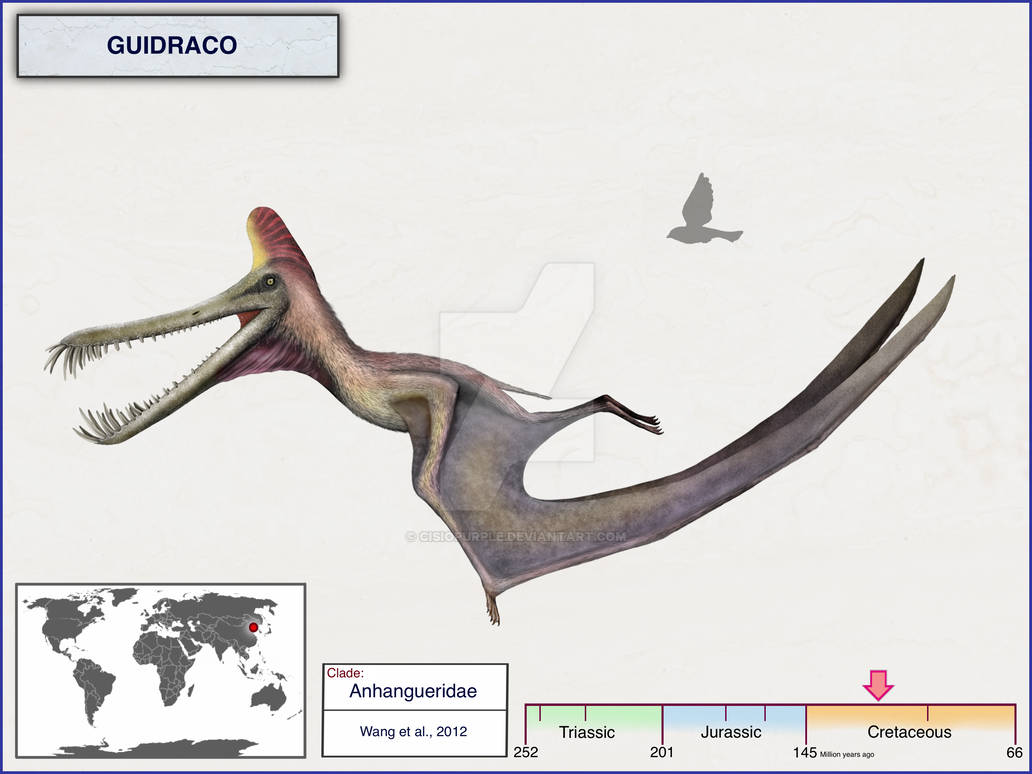 GUIDRACO
© CISIOPURPLE.DEVIANTART.COM
Clade:
Anhangueridae
Wang et al., 2012
Triassic
Jurassic
Cretaceous
252
201
145 Million years ago
66